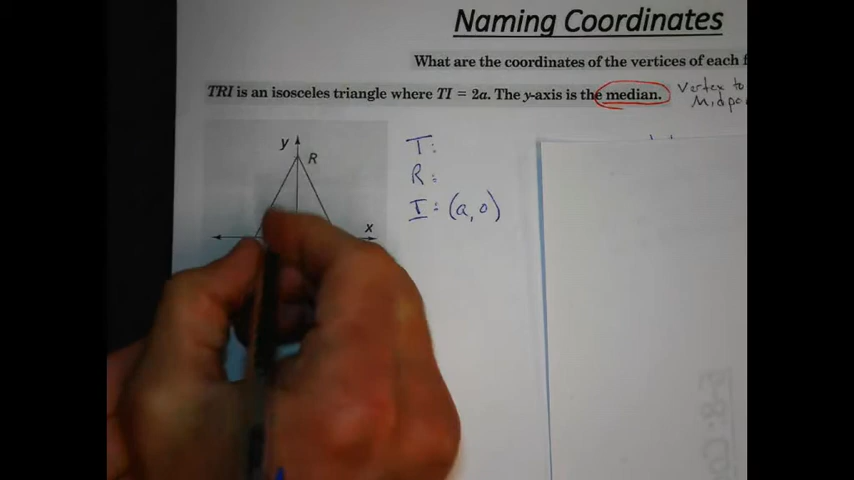 Naming Coordinates
What are the coordinates of the vertices of each
TRI is an isosceles triangle where TI = 2a. The y-axis is the median.
Vertex to
y
R
x
T:
R:
I: (a, 0)